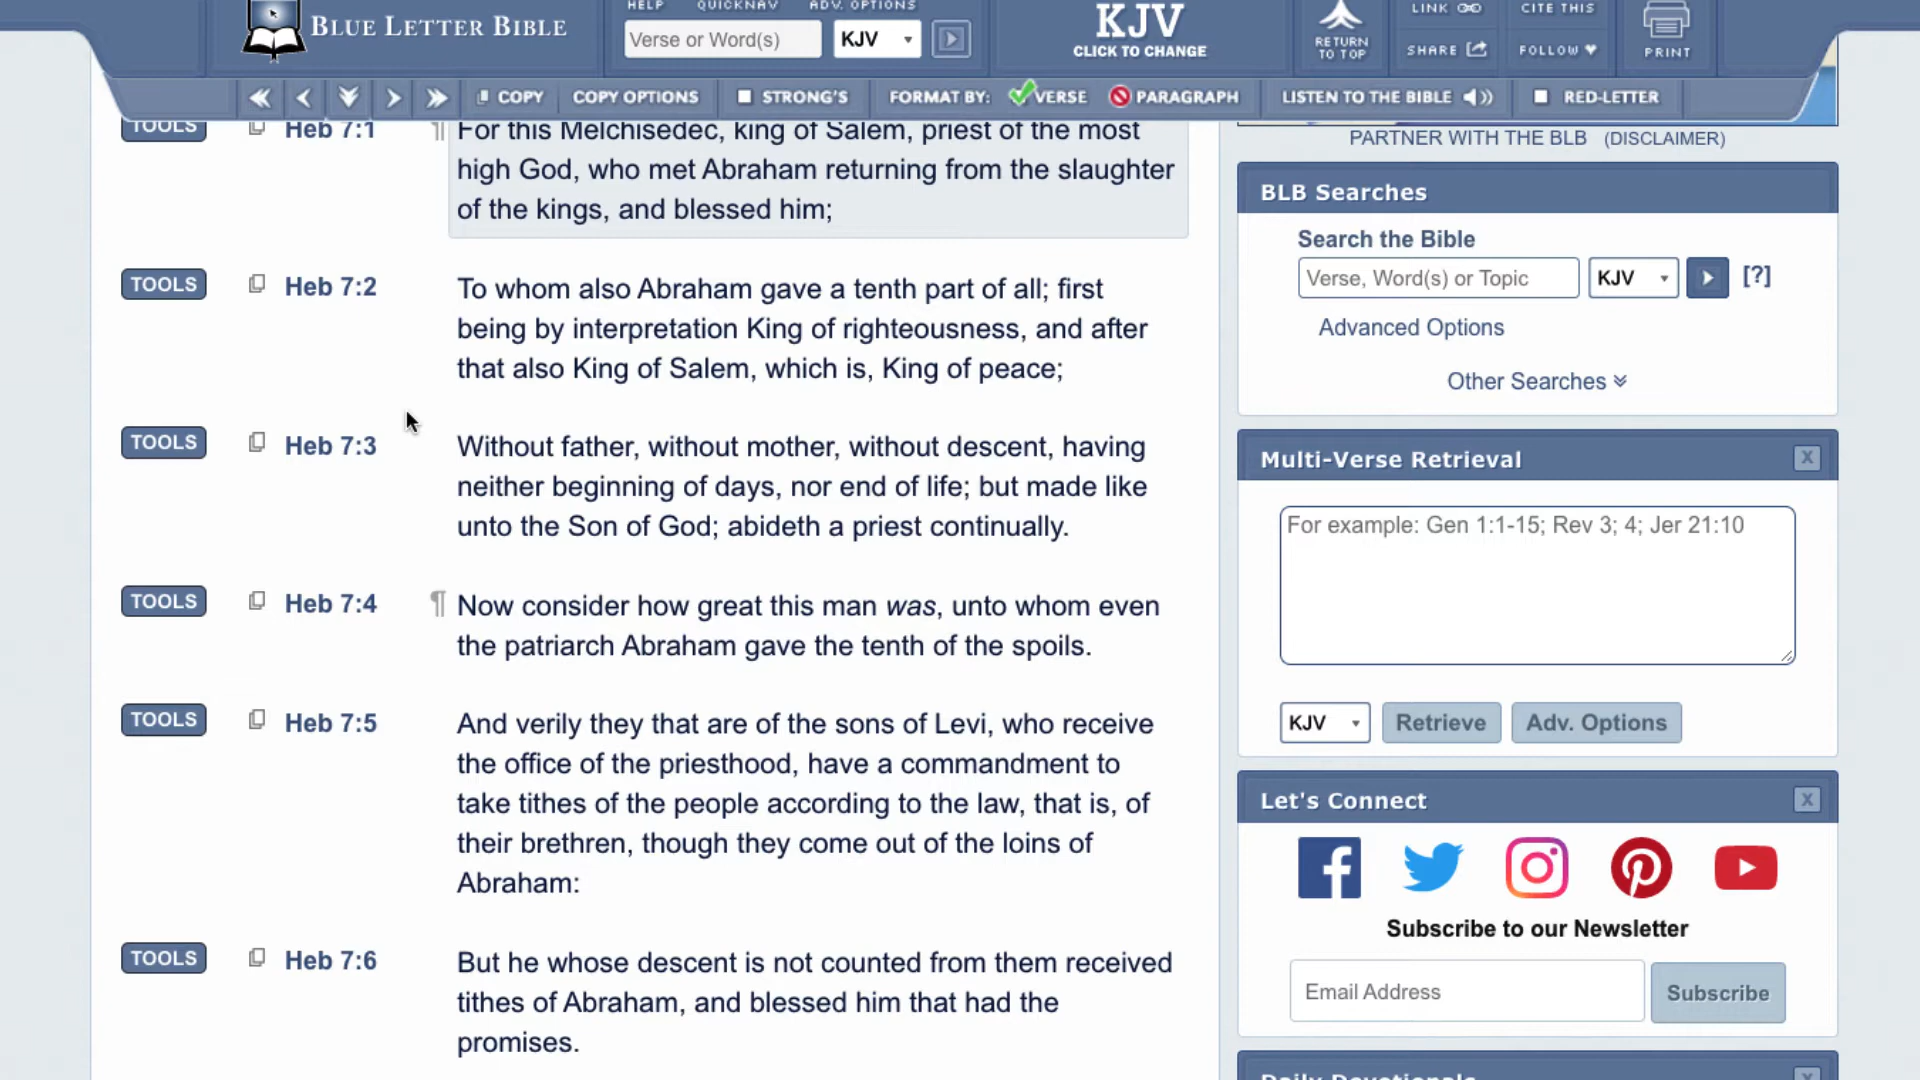 HELP QUICKNAV ADV. OPTIONS
BLUE LETTER BIBLE
Verse or Word(s) KJV
KJV
CLICK TO CHANGE
RETURN
TO TOP
LINK CITE THIS
SHARE FOLLOW
PRINT
COPY COPY OPTIONS STRONG'S FORMAT BY: VERSE PARAGRAPH LISTEN TO THE BIBLE RED-LETTER
TOOLS Heb 7:1 ¶ For this Melchisedec, king of Salem, priest of the most
high God, who met Abraham returning from the slaughter
of the kings, and blessed him;
TOOLS Heb 7:2 To whom also Abraham gave a tenth part of all; first
being by interpretation King of righteousness, and after
that also King of Salem, which is, King of peace;
TOOLS Heb 7:3 Without father, without mother, without descent, having
neither beginning of days, nor end of life; but made like
unto the Son of God; abideth a priest continually.
TOOLS Heb 7:4 ¶ Now consider how great this man was, unto whom even
the patriarch Abraham gave the tenth of the spoils.
TOOLS Heb 7:5 And verily they that are of the sons of Levi, who receive
the office of the priesthood, have a commandment to
take tithes of the people according to the law, that is, of
their brethren, though they come out of the loins of
Abraham:
TOOLS Heb 7:6 But he whose descent is not counted from them received
tithes of Abraham, and blessed him that had the
promises.
PARTNER WITH THE BLB (DISCLAIMER)
BLB Searches
Search the Bible
Verse, Word(s) or Topic KJV [?]
Advanced Options
Other Searches
Multi-Verse Retrieval X
For example: Gen 1:1-15; Rev 3; 4; Jer 21:10
KJV Retrieve Adv. Options
Let's Connect X
Subscribe to our Newsletter
Email Address Subscribe
Daily Devotionals X